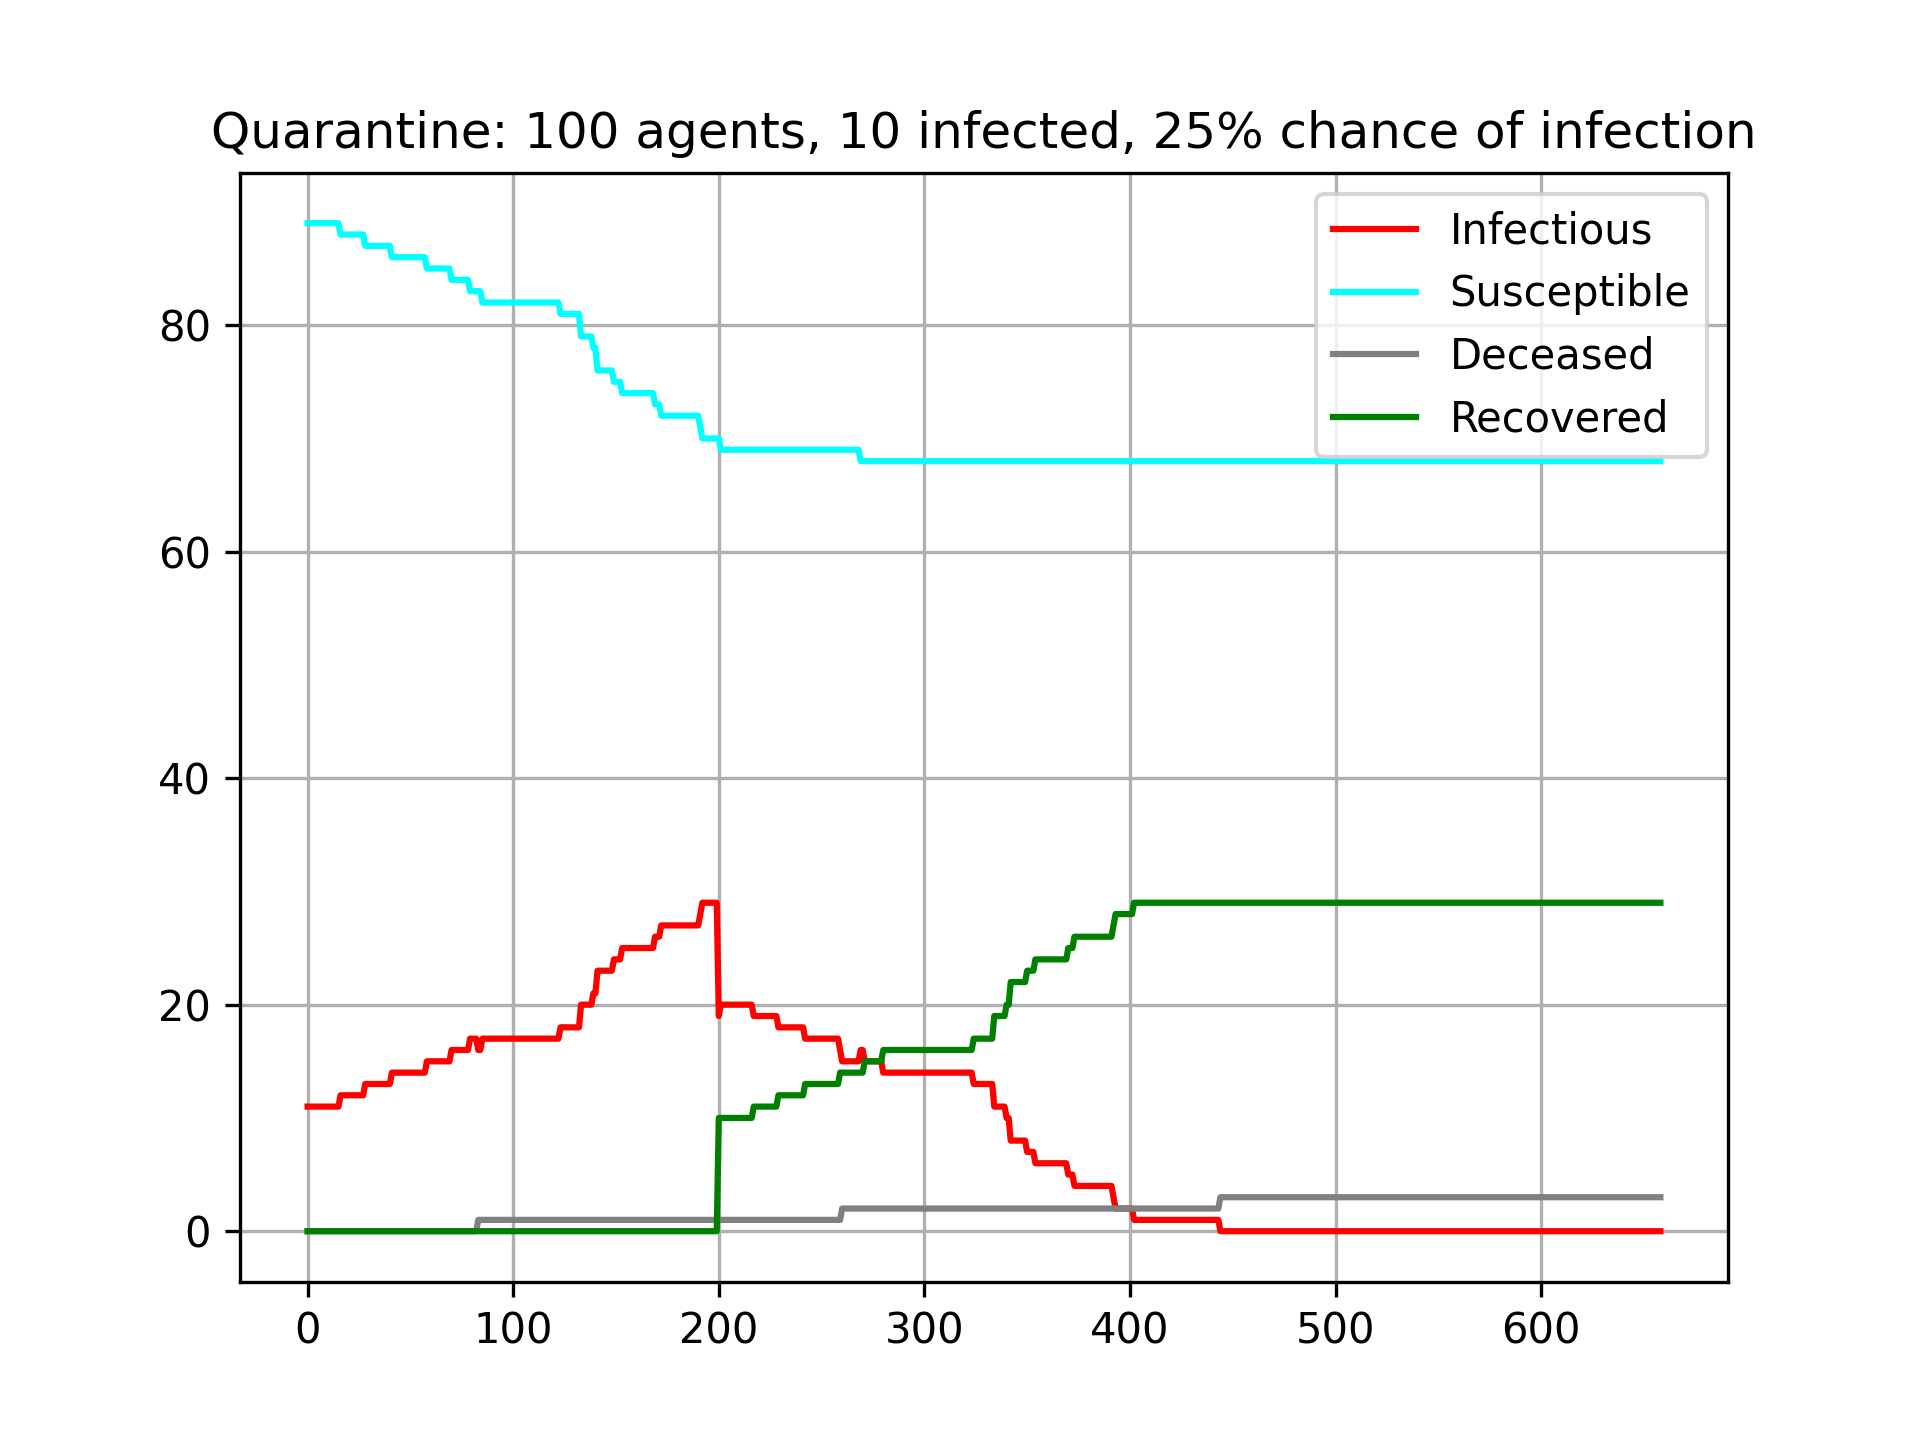 Quarantine: 100 agents, 10 infected, 25% chance of infection
Infectious
Susceptible
Deceased
Recovered
80
60
40
20
0
0 100 200 300 400 500 600